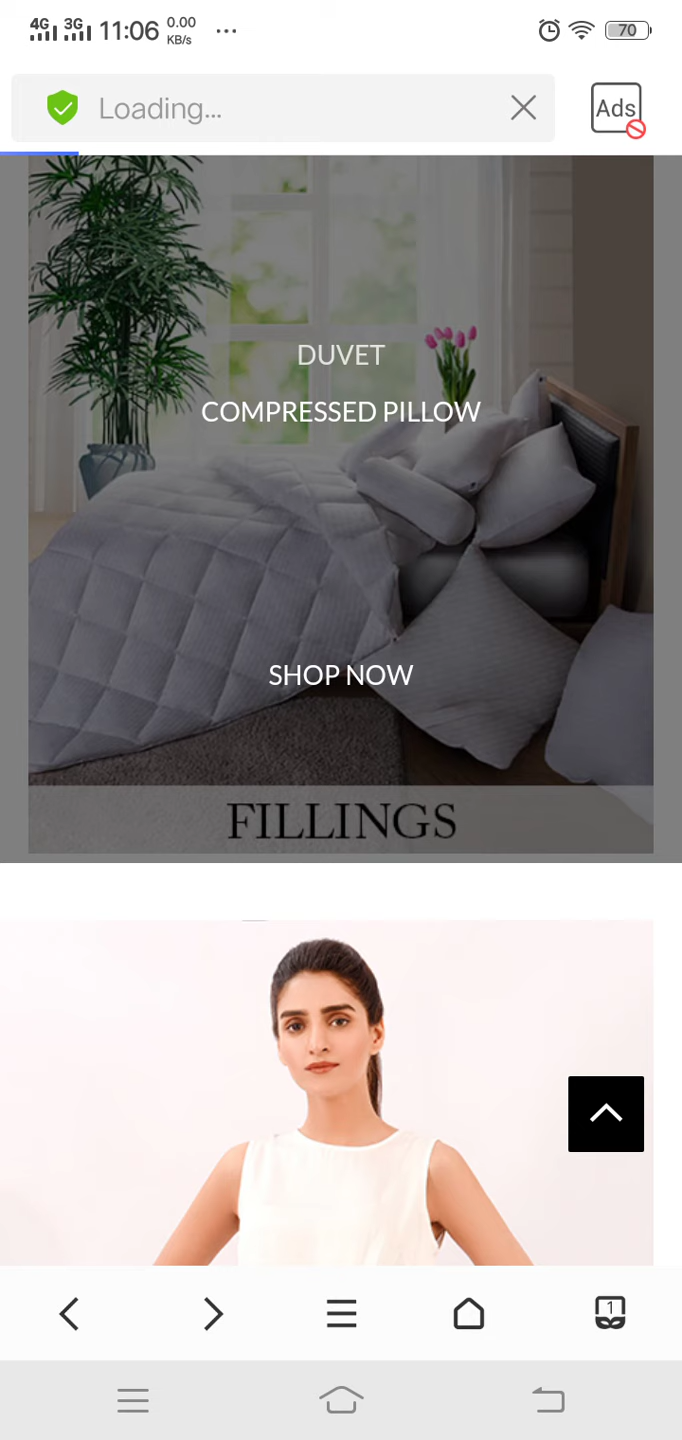 4G 3G 11:06 0.00 KB/s ... 70
Loading...
Ads
DUVET
COMPRESSED PILLOW
SHOP NOW
FILLINGS
1